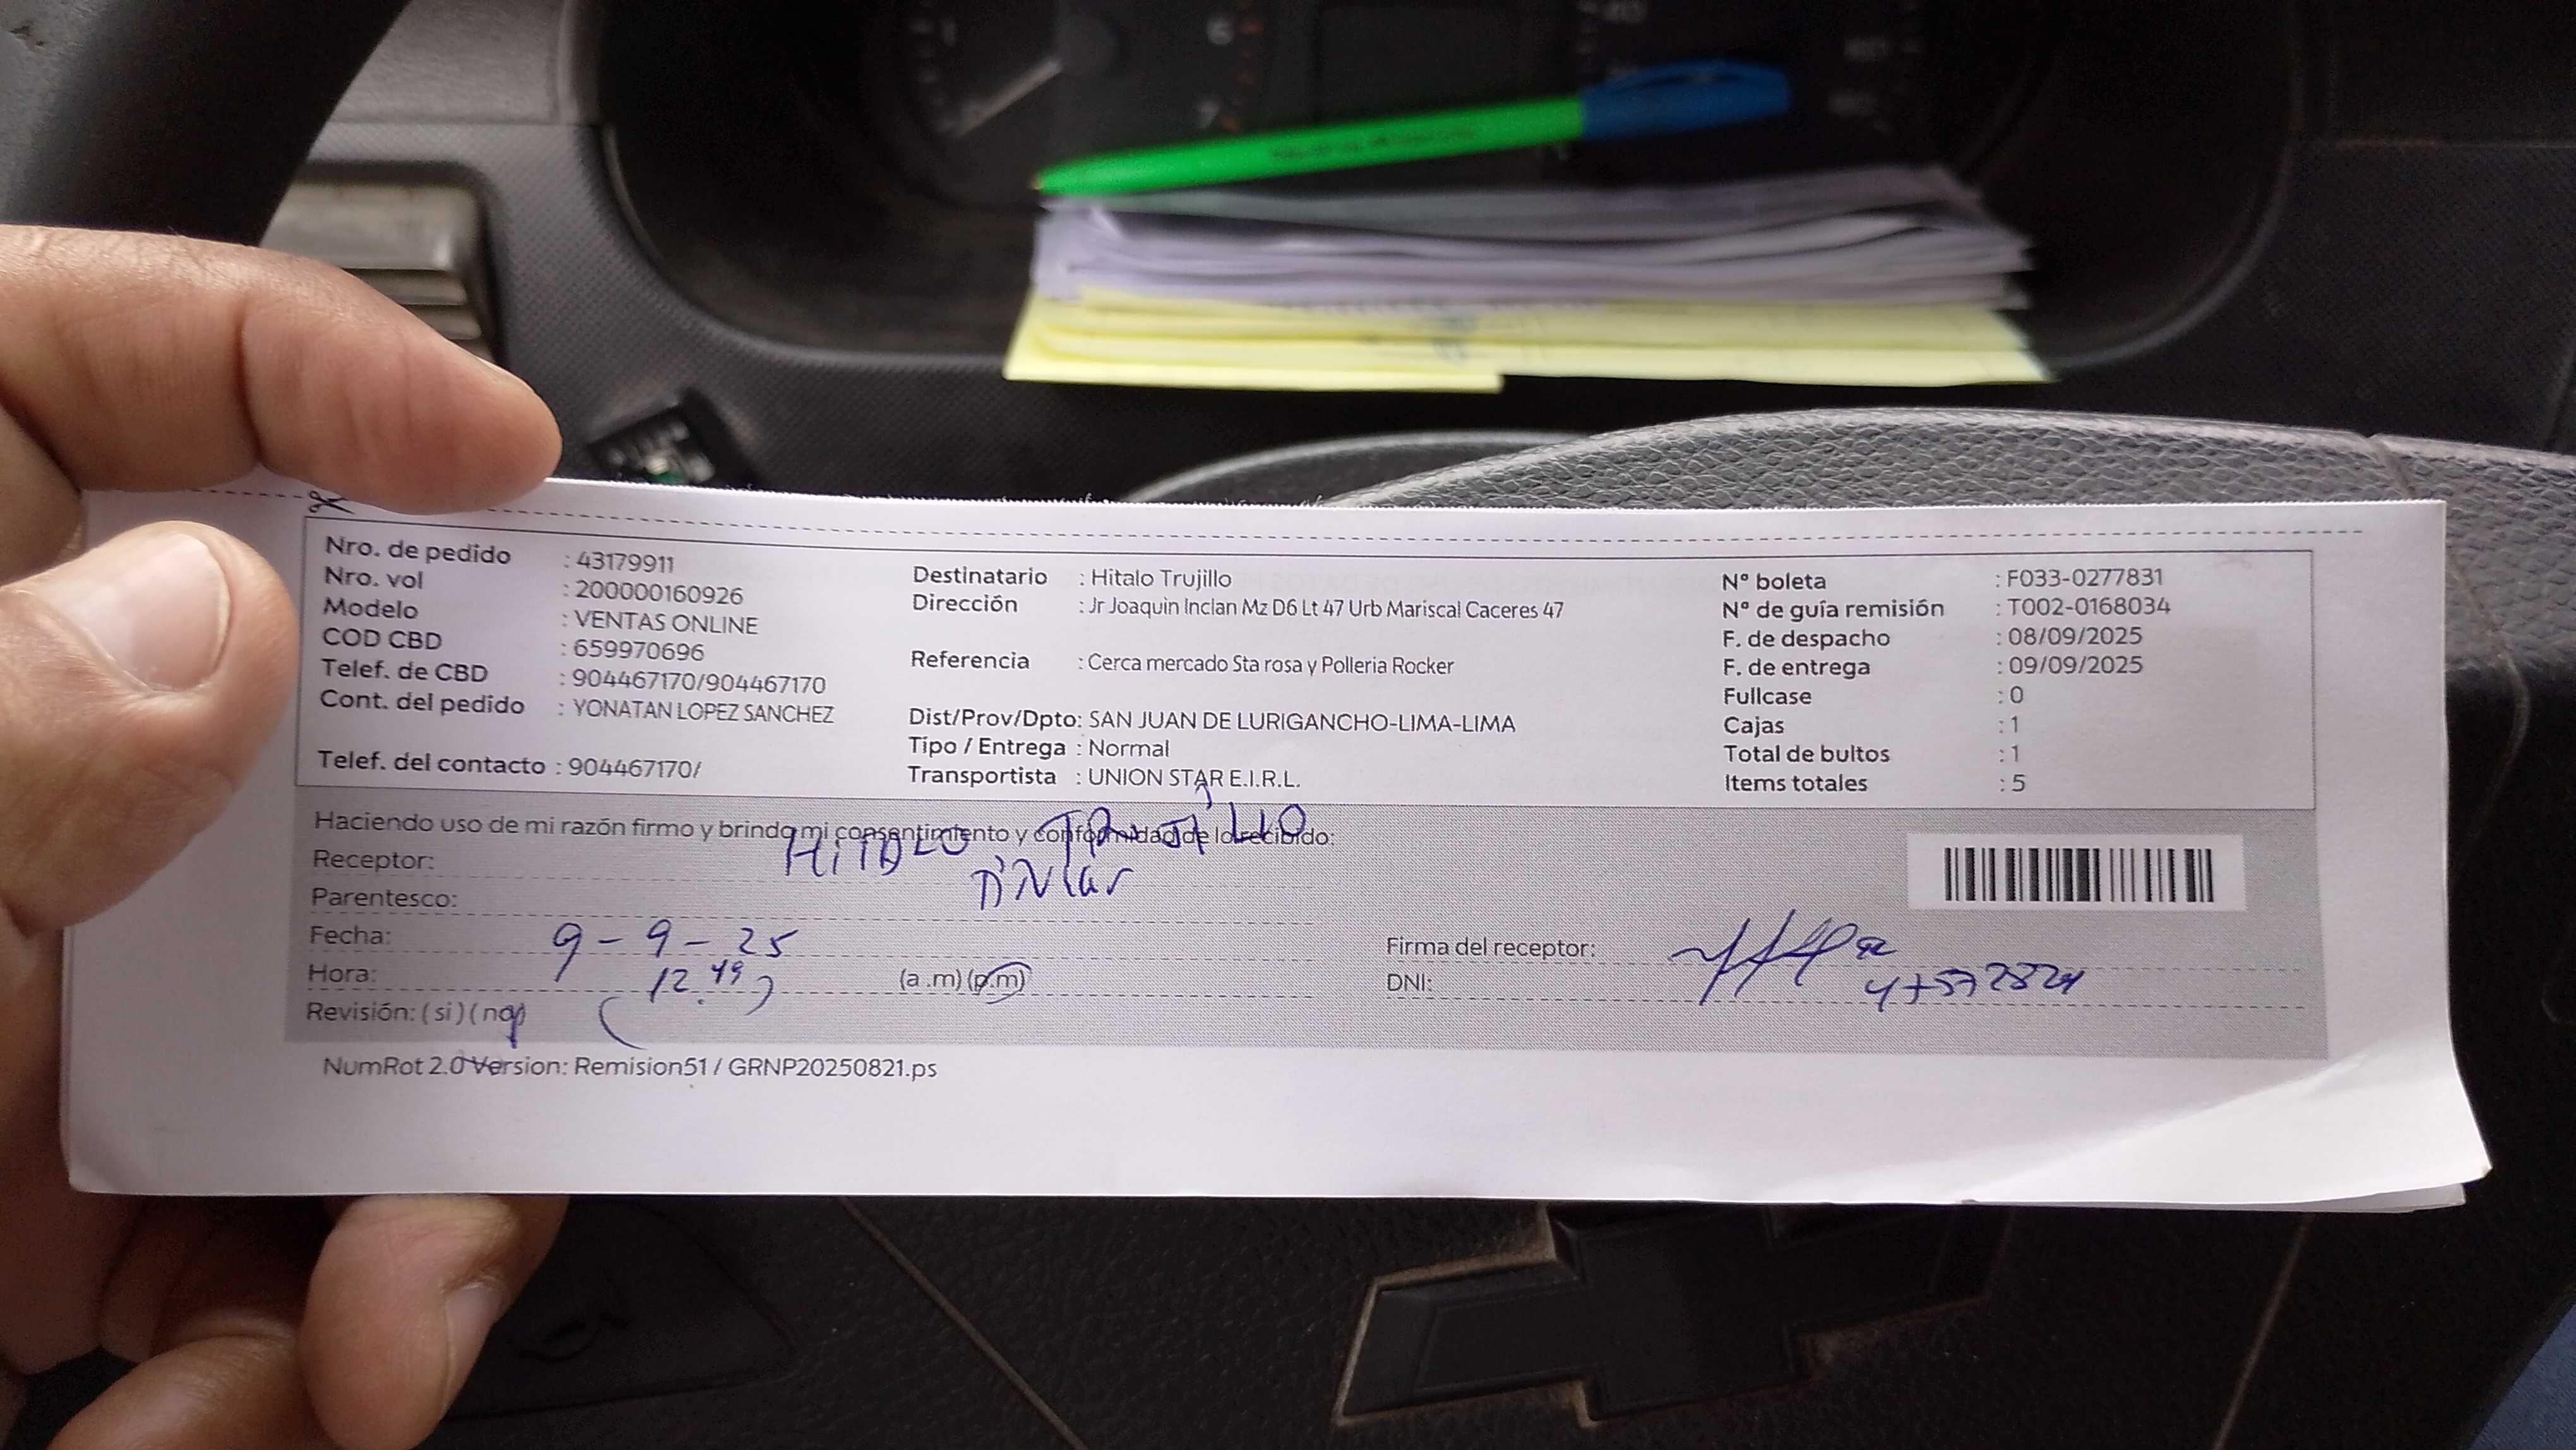 Nro. de pedido : 43179911
Nro. vol : 200000160926
Modelo : VENTAS ONLINE
COD CBD : 659970696
Telef. de CBD : 904467170/904467170
Cont. del pedido : YONATAN LOPEZ SANCHEZ
Telef. del contacto : 904467170/
Destinatario : Hitalo Trujillo
Dirección : Jr Joaquin Inclan Mz D6 Lt 47 Urb Mariscal Caceres 47
Referencia : Cerca mercado Sta rosa y Polleria Rocker
Dist/Prov/Dpto: SAN JUAN DE LURIGANCHO-LIMA-LIMA
Tipo / Entrega : Normal
Transportista : UNION STAR E.I.R.L.
Nº boleta : F033-0277831
Nº de guía remisión : T002-0168034
F. de despacho : 08/09/2025
F. de entrega : 09/09/2025
Fullcase : 0
Cajas : 1
Total de bultos : 1
Items totales : 5
Haciendo uso de mi razón firmo y brindo mi consentimiento y conformidad de lo recibido:
Receptor: HiTALO TRUJILLO
Parentesco:
Fecha: 9-9-25
Hora: 12.49 (a.m) (p.m)
Revisión: (si) (no)
Firma del receptor:
DNI:
NumRot 2.0 Version: Remision51 / GRNP20250821.ps